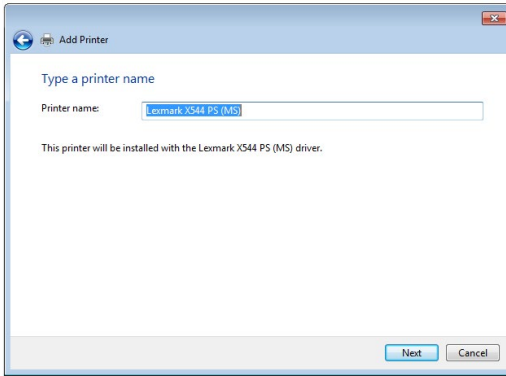 Add Printer
Type a printer name
Printer name: Lexmark X544 PS (MS)
This printer will be installed with the Lexmark X544 PS (MS) driver.
Next Cancel